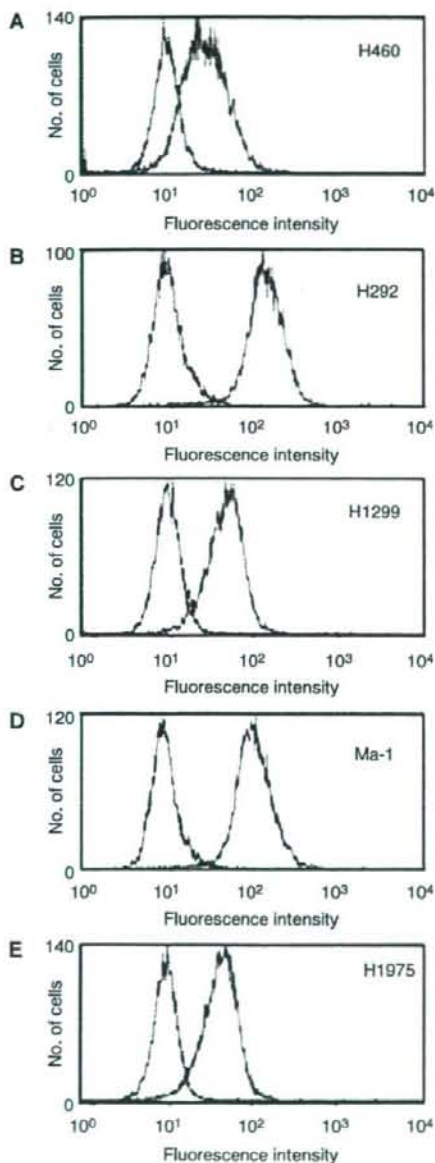 A
140
No. of cells
H460
0
10⁰ 10¹ 10² 10³ 10⁴
Fluorescence intensity
B
100
No. of cells
H292
0
10⁰ 10¹ 10² 10³ 10⁴
Fluorescence intensity
C
120
No. of cells
H1299
0
10⁰ 10¹ 10² 10³ 10⁴
Fluorescence intensity
D
120
No. of cells
Ma-1
0
10⁰ 10¹ 10² 10³ 10⁴
Fluorescence intensity
E
140
No. of cells
H1975
0
10⁰ 10¹ 10² 10³ 10⁴
Fluorescence intensity